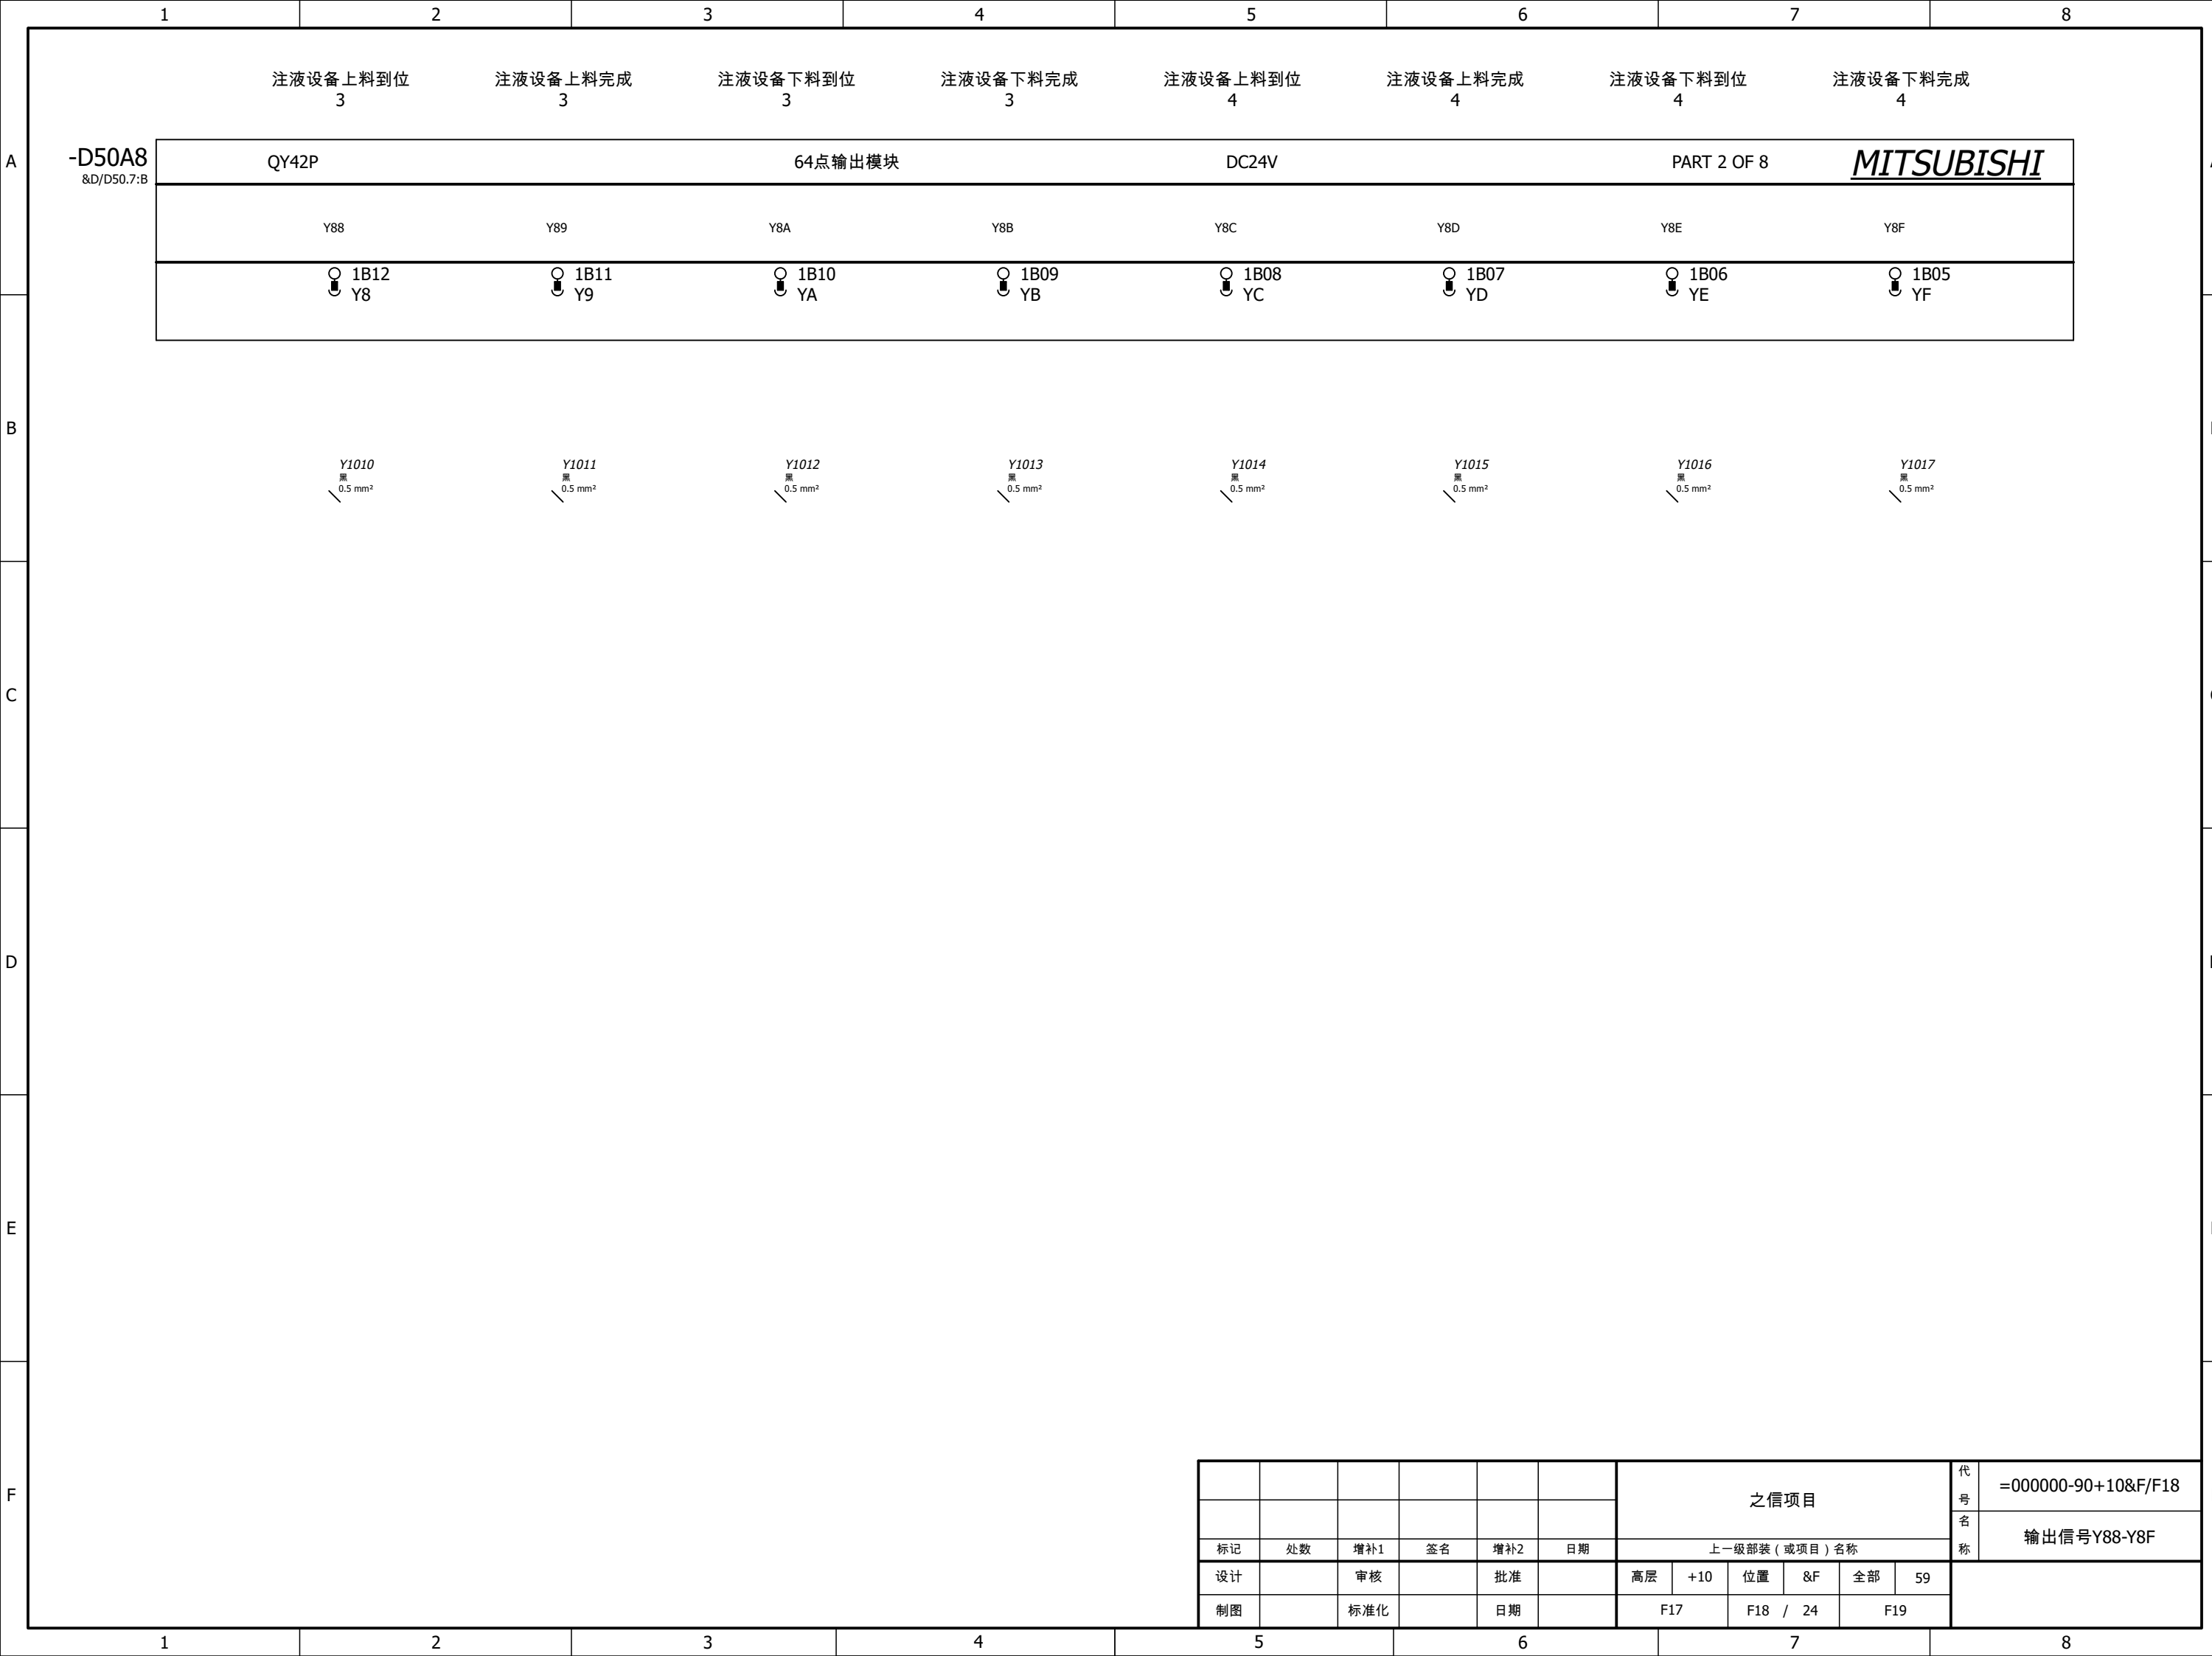 1 2 3 4 5 6 7 8
注液设备上料到位 注液设备上料完成 注液设备下料到位 注液设备下料完成 注液设备上料到位 注液设备上料完成 注液设备下料到位 注液设备下料完成
3 3 3 3 4 4 4 4
A -D50A8 QY42P 64点输出模块 DC24V PART 2 OF 8 MITSUBISHI
&D/D50.7:B
Y88 Y89 Y8A Y8B Y8C Y8D Y8E Y8F
1B12 1B11 1B10 1B09 1B08 1B07 1B06 1B05
Y8 Y9 YA YB YC YD YE YF
B
Y1010 Y1011 Y1012 Y1013 Y1014 Y1015 Y1016 Y1017
黑 黑 黑 黑 黑 黑 黑 黑
0.5 mm² 0.5 mm² 0.5 mm² 0.5 mm² 0.5 mm² 0.5 mm² 0.5 mm² 0.5 mm²
C
D
E
F
之信项目 代号 =000000-90+10&F/F18
名称 输出信号Y88-Y8F
标记 处数 增补1 签名 增补2 日期 上一级部装（或项目）名称
设计 审核 批准 高层 +10 位置 &F 全部 59
制图 标准化 日期 F17 F18 / 24 F19
1 2 3 4 5 6 7 8